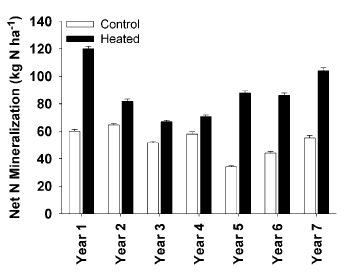 140
120
100
80
60
40
20
0
Net N Mineralization (kg N ha⁻¹)
Control
Heated
Year 1
Year 2
Year 3
Year 4
Year 5
Year 6
Year 7